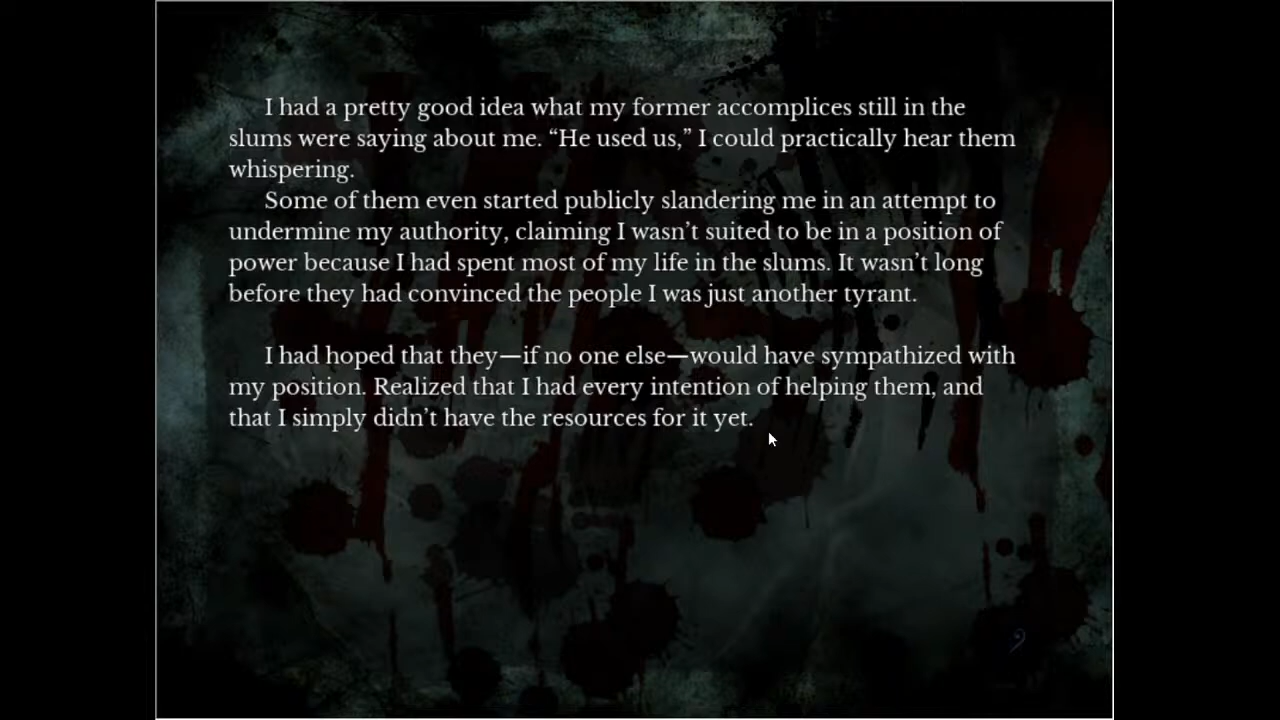 I had a pretty good idea what my former accomplices still in the
slums were saying about me. “He used us,” I could practically hear them
whispering.
Some of them even started publicly slandering me in an attempt to
undermine my authority, claiming I wasn’t suited to be in a position of
power because I had spent most of my life in the slums. It wasn’t long
before they had convinced the people I was just another tyrant.
I had hoped that they—if no one else—would have sympathized with
my position. Realized that I had every intention of helping them, and
that I simply didn’t have the resources for it yet.